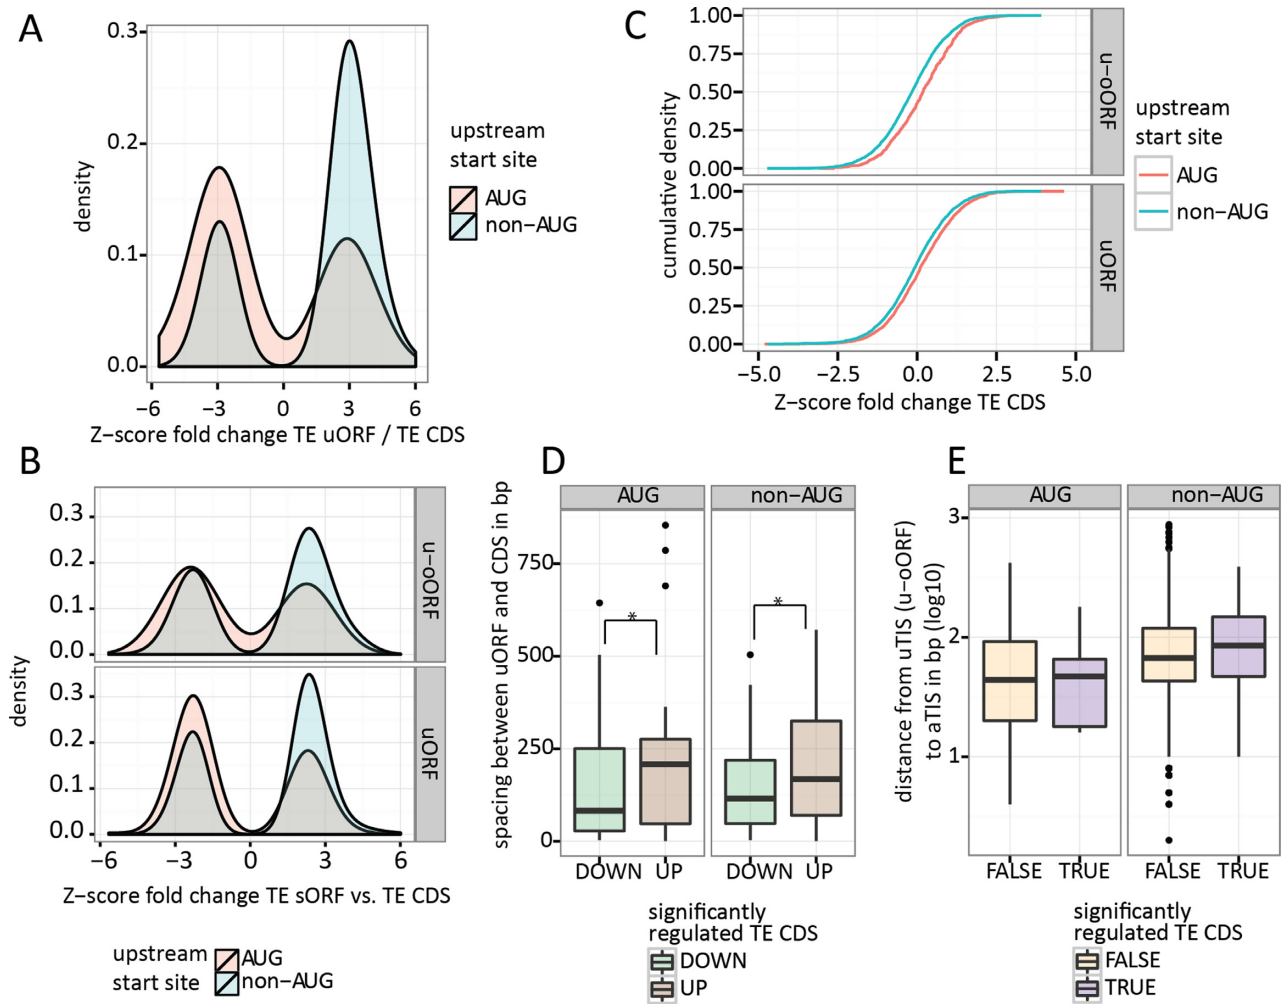 A
0.3
0.2
0.1
0.0
density
−6 −3 0 3 6
Z−score fold change TE uORF / TE CDS
upstream
start site
AUG
non−AUG
B
0.3
0.2
0.1
0.0
u−oORF
0.3
0.2
0.1
0.0
uORF
density
−6 −3 0 3 6
Z−score fold change TE sORF vs. TE CDS
upstream
start site
AUG
non−AUG
C
1.00
0.75
0.50
0.25
0.00
u−oORF
1.00
0.75
0.50
0.25
0.00
uORF
cumulative density
−5.0 −2.5 0.0 2.5 5.0
Z−score fold change TE CDS
upstream
start site
AUG
non−AUG
D
AUG non−AUG
spacing between uORF and CDS in bp
750
500
250
0
* *
DOWN UP DOWN UP
significantly
regulated TE CDS
DOWN
UP
E
AUG non−AUG
distance from uTIS (u−oORF)
to aTIS in bp (log10)
3
2
1
FALSE TRUE FALSE TRUE
significantly
regulated TE CDS
FALSE
TRUE